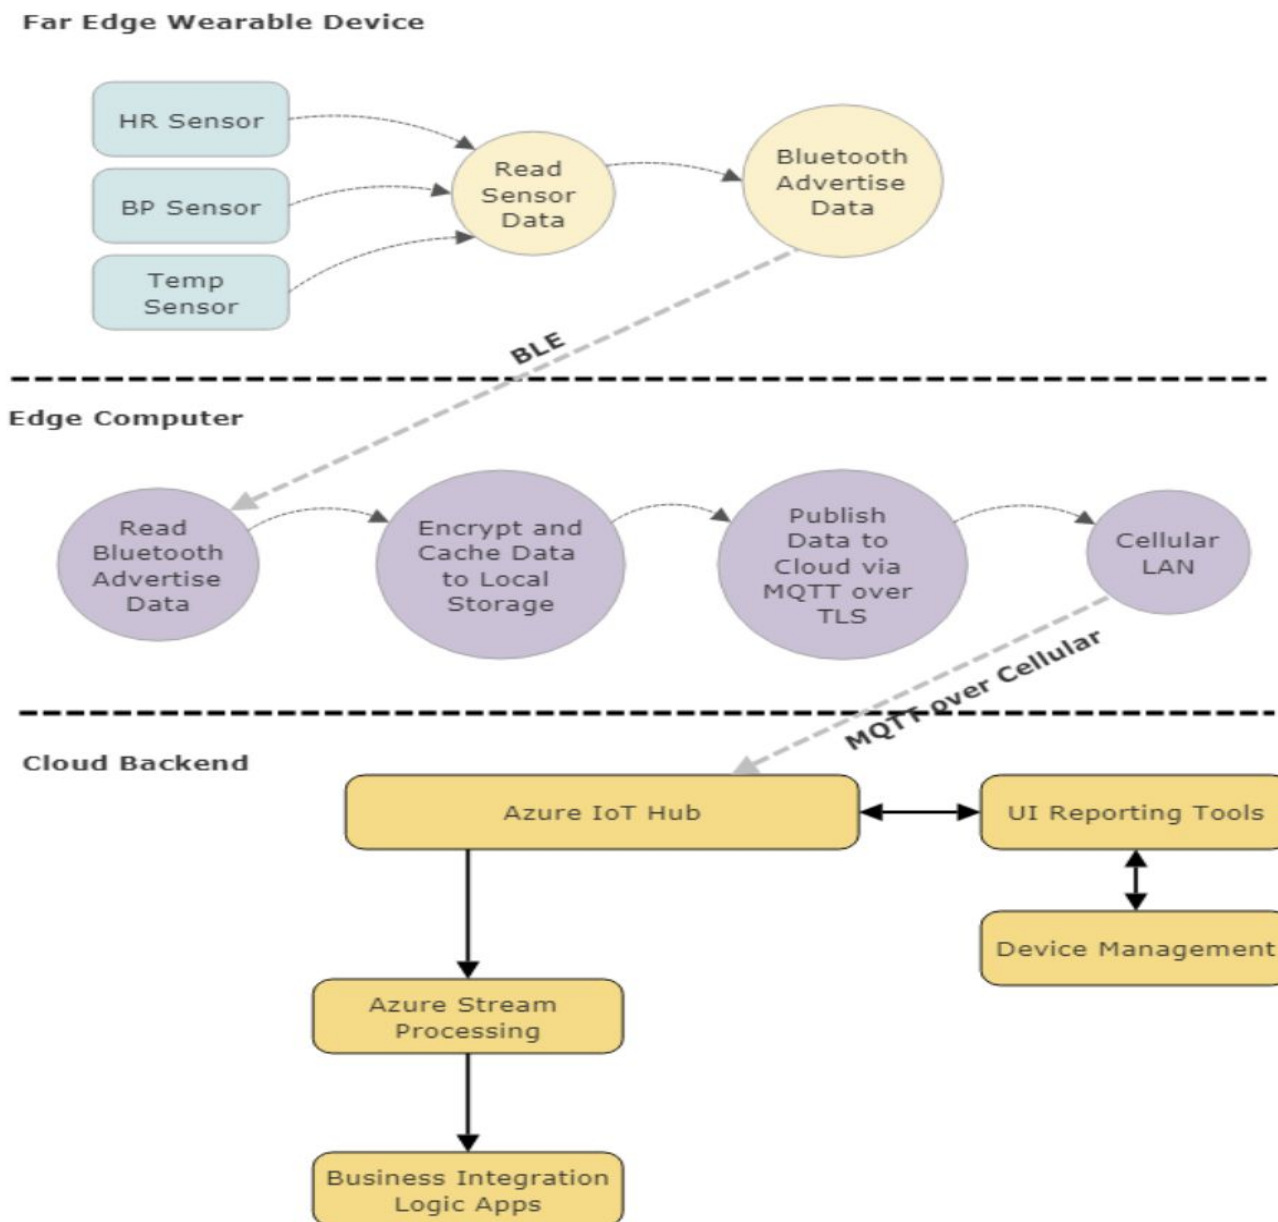 Far Edge Wearable Device
HR Sensor
BP Sensor
Temp
Sensor
Read
Sensor
Data
Bluetooth
Advertise
Data
BLE
Edge Computer
Read
Bluetooth
Advertise
Data
Encrypt and
Cache Data
to Local
Storage
Publish
Data to
Cloud via
MQTT over
TLS
Cellular
LAN
MQTT over Cellular
Cloud Backend
Azure IoT Hub
UI Reporting Tools
Device Management
Azure Stream
Processing
Business Integration
Logic Apps